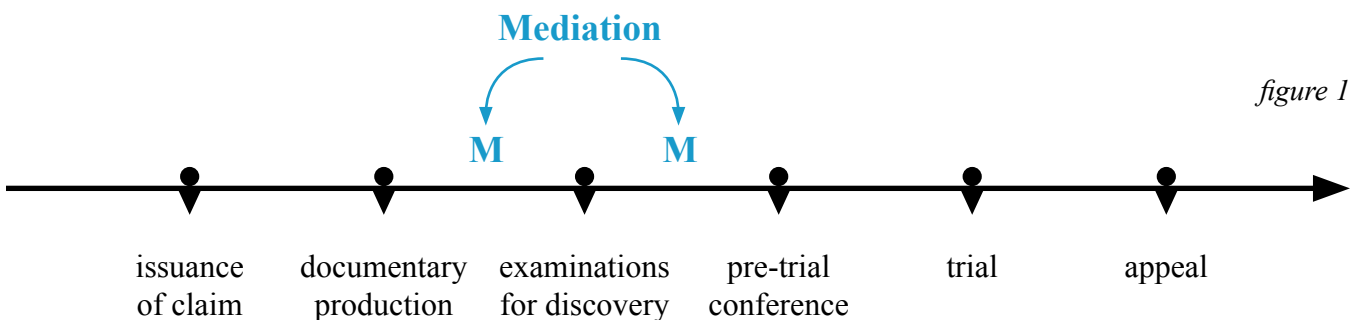 Mediation
figure 1
M M
issuance of claim
documentary production
examinations for discovery
pre-trial conference
trial
appeal